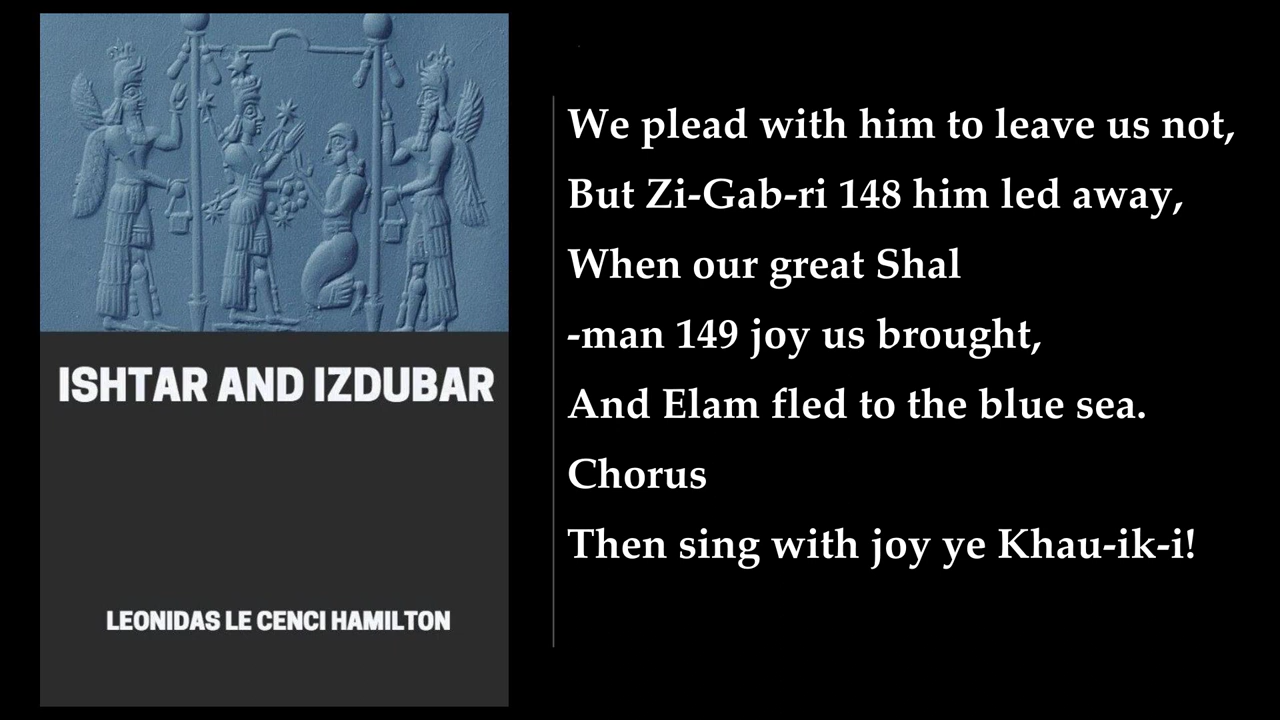 ISHTAR AND IZDUBAR
LEONIDAS LE CENCI HAMILTON
We plead with him to leave us not,
But Zi-Gab-ri 148 him led away,
When our great Shal
-man 149 joy us brought,
And Elam fled to the blue sea.
Chorus
Then sing with joy ye Khau-ik-i!